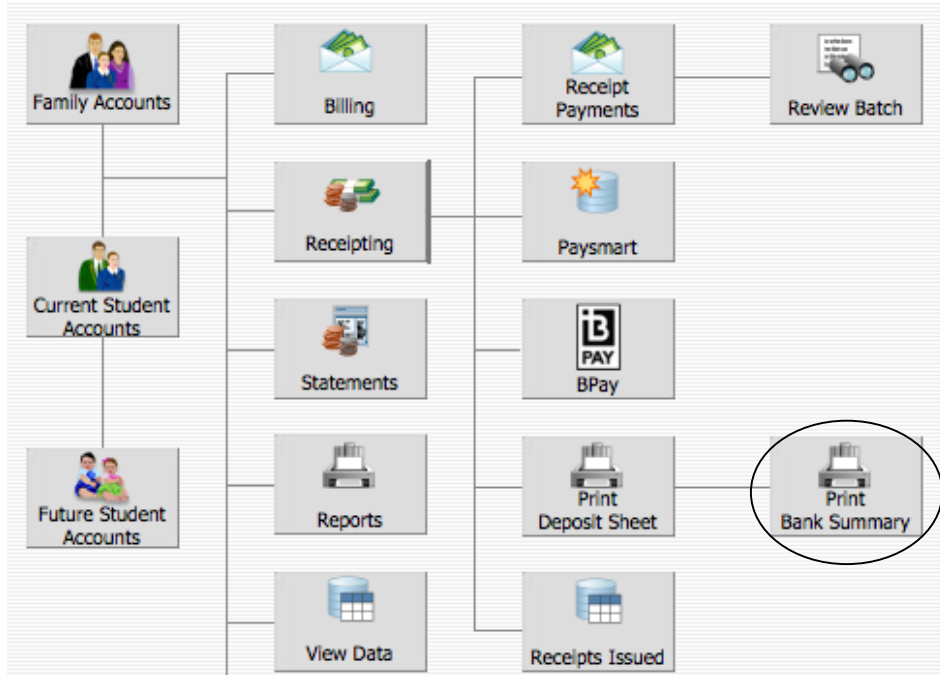 Family Accounts
Billing
Receipt
Payments
Review Batch
Receipting
Paysmart
Current Student
Accounts
Statements
B
PAY
BPay
Future Student
Accounts
Reports
Print
Deposit Sheet
Print
Bank Summary
View Data
Receipts Issued